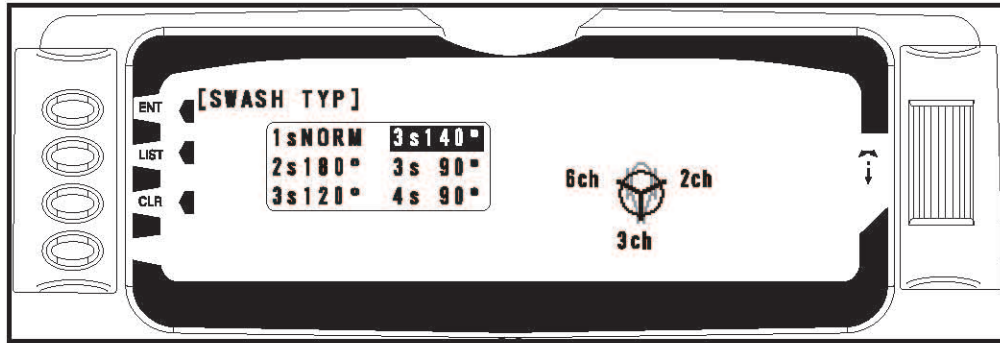 [SWASH TYP]
ENT
LIST
CLR
1sNORM 3s140°
2s180° 3s 90°
3s120° 4s 90°
6ch 2ch
3ch